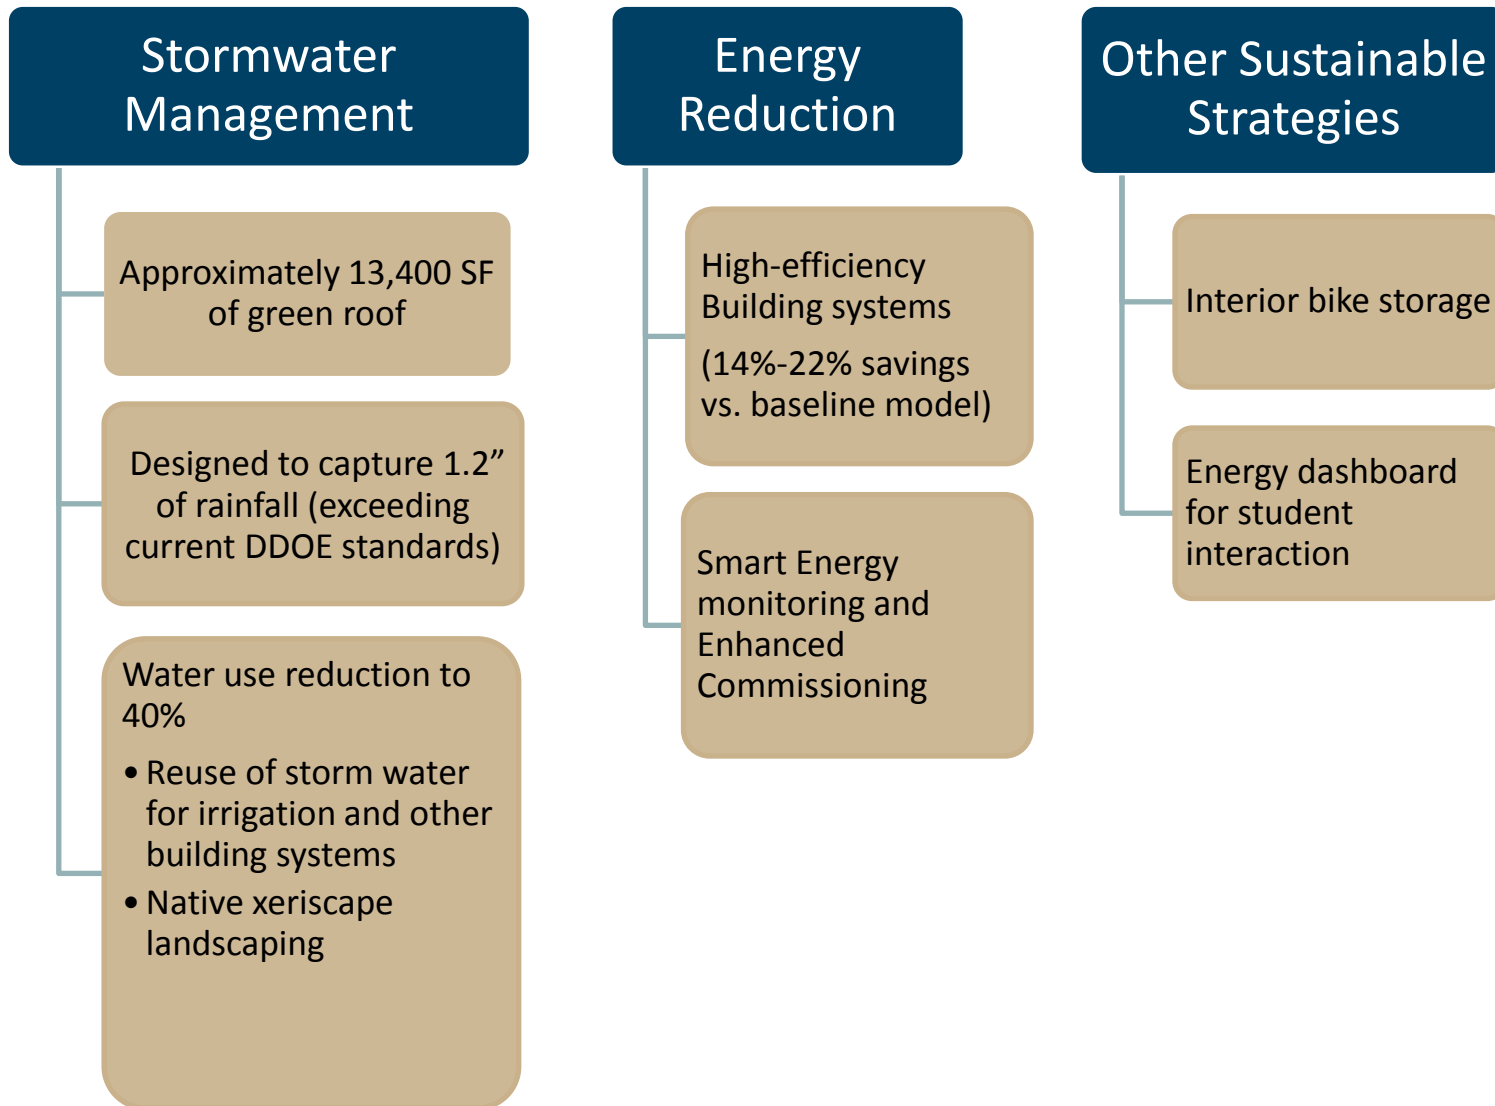 Stormwater
Management
Approximately 13,400 SF
of green roof
Designed to capture 1.2”
of rainfall (exceeding
current DDOE standards)
Water use reduction to
40%
• Reuse of storm water
for irrigation and other
building systems
• Native xeriscape
landscaping
Energy
Reduction
High-efficiency
Building systems
(14%-22% savings
vs. baseline model)
Smart Energy
monitoring and
Enhanced
Commissioning
Other Sustainable
Strategies
Interior bike storage
Energy dashboard
for student
interaction